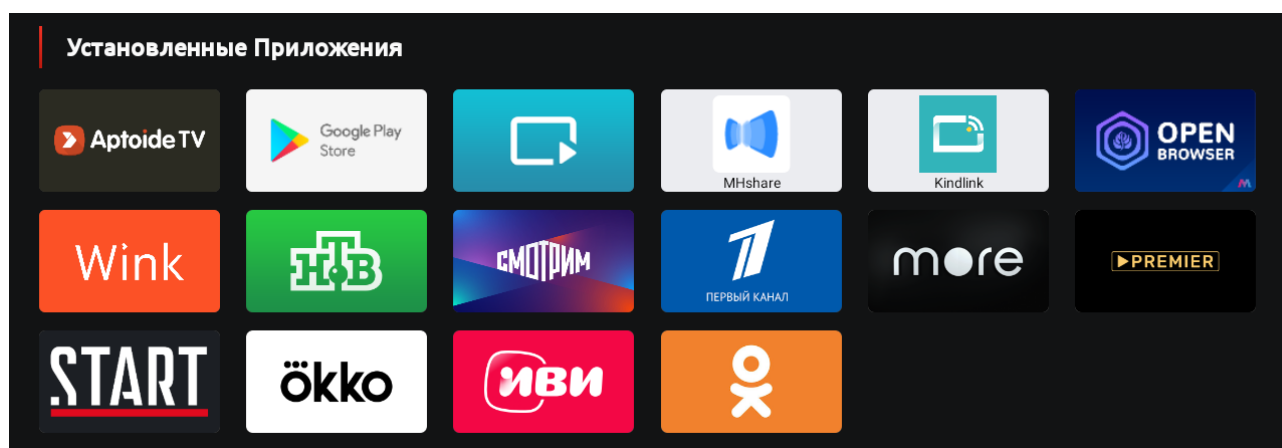 Установленные Приложения
Aptoide TV
Google Play
Store
MHshare
Kindlink
OPEN
BROWSER
Wink
НТВ
СМОТРИМ
ПЕРВЫЙ КАНАЛ
more
PREMIER
.START
ökko
иви